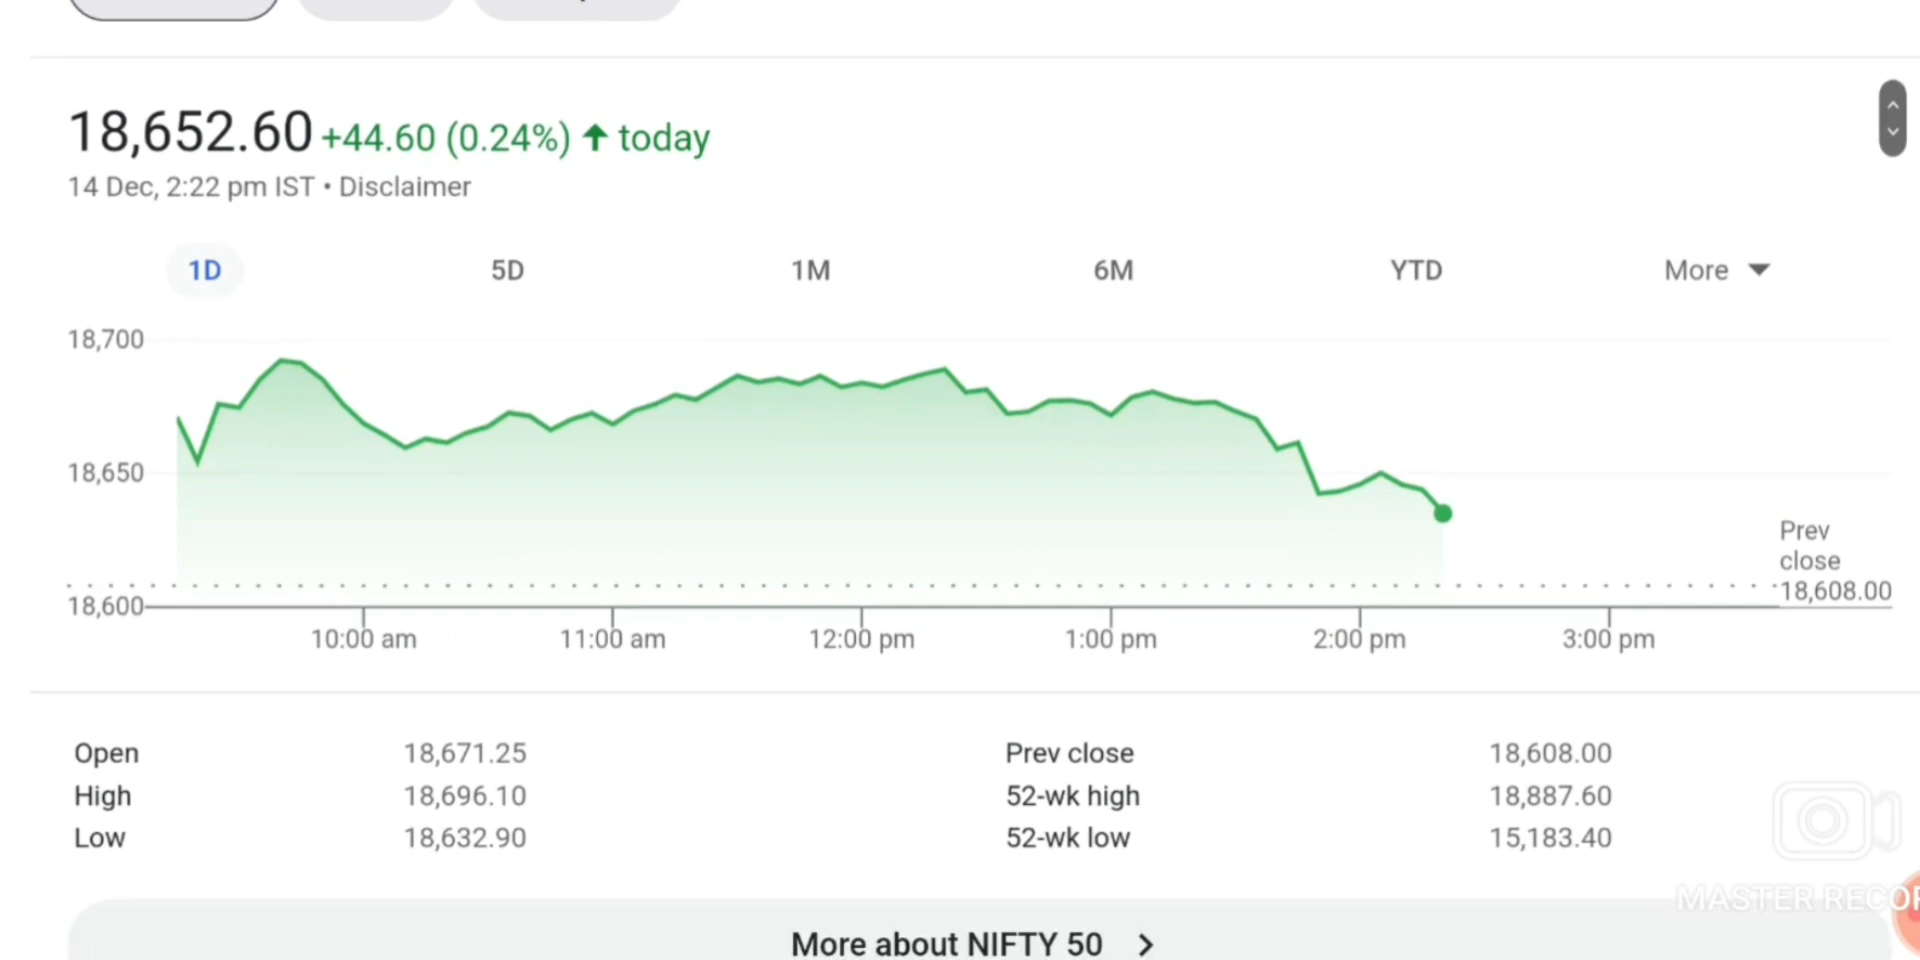 18,652.60 +44.60 (0.24%) ↑ today
14 Dec, 2:22 pm IST • Disclaimer
1D 5D 1M 6M YTD More
18,700
18,650
Prev
close
18,608.00
18,600
10:00 am 11:00 am 12:00 pm 1:00 pm 2:00 pm 3:00 pm
Open 18,671.25 Prev close 18,608.00
High 18,696.10 52-wk high 18,887.60
Low 18,632.90 52-wk low 15,183.40
MASTER RECOR
More about NIFTY 50 >